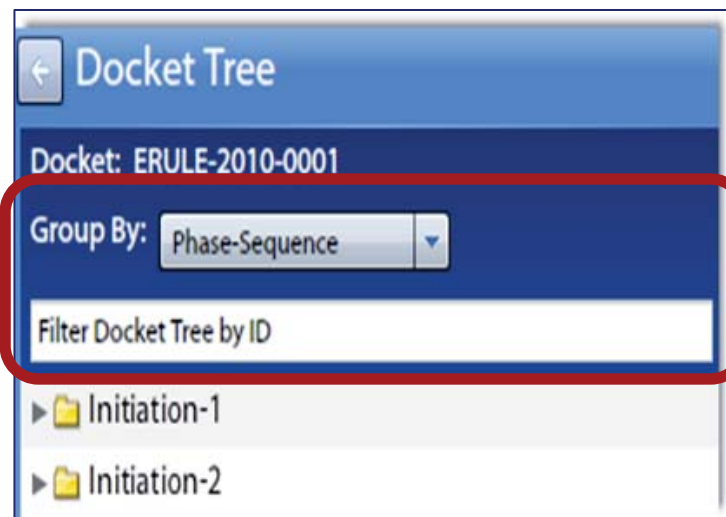 Docket Tree
Docket: ERULE-2010-0001
Group By: Phase-Sequence
Filter Docket Tree by ID
Initiation-1
Initiation-2